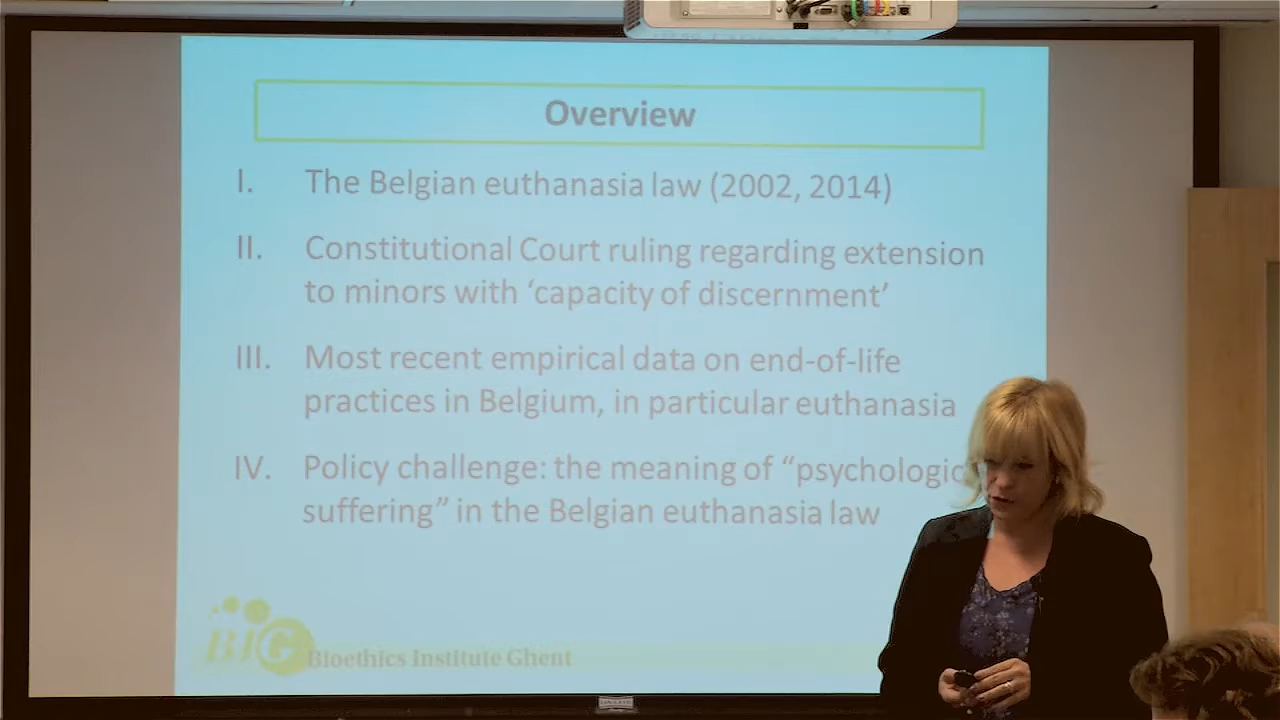 Overview
I. The Belgian euthanasia law (2002, 2014)
II. Constitutional Court ruling regarding extension
to minors with ‘capacity of discernment’
III. Most recent empirical data on end-of-life
practices in Belgium, in particular euthanasia
IV. Policy challenge: the meaning of “psychologic
suffering” in the Belgian euthanasia law
BIG
Bioethics Institute Ghent